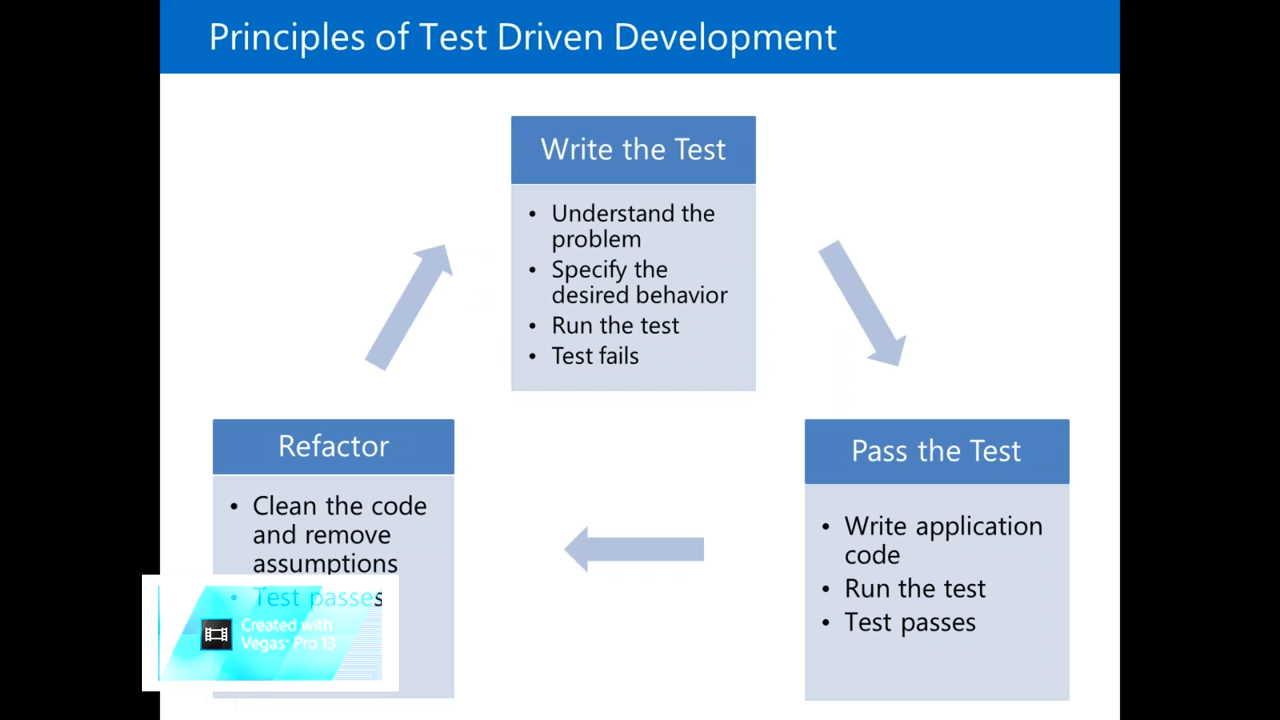 Principles of Test Driven Development
Write the Test
• Understand the
problem
• Specify the
desired behavior
• Run the test
• Test fails
Refactor
• Clean the code
and remove
assumptions
• Test passes
Created with
Vegas® Pro 13
Pass the Test
• Write application
code
• Run the test
• Test passes